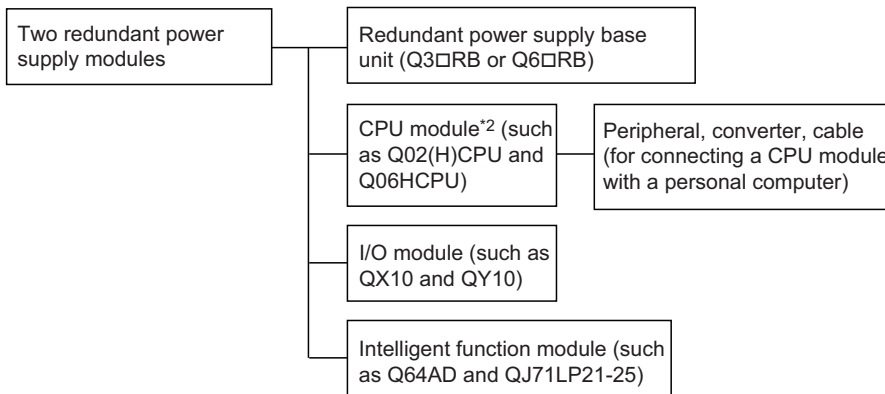 Two redundant power
supply modules
Redundant power supply base
unit (Q3□RB or Q6□RB)
CPU module*2 (such
as Q02(H)CPU and
Q06HCPU)
Peripheral, converter, cable
(for connecting a CPU module
with a personal computer)
I/O module (such as
QX10 and QY10)
Intelligent function module (such
as Q64AD and QJ71LP21-25)